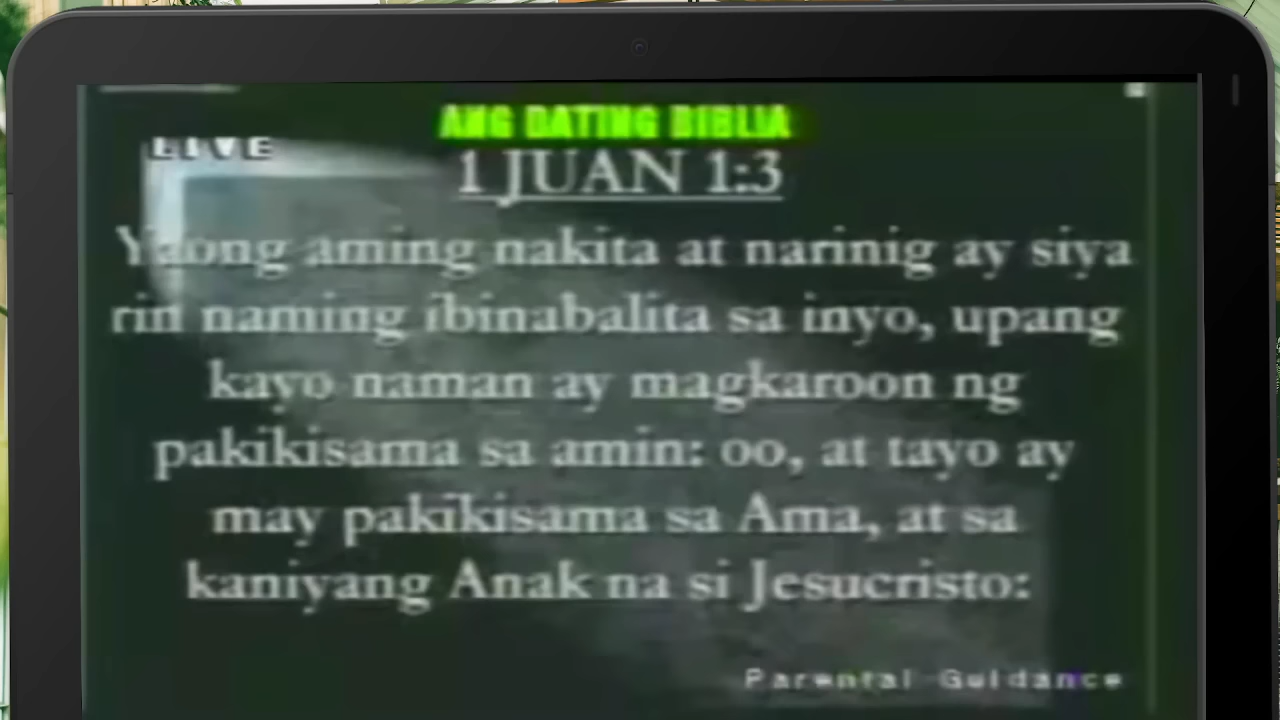 ANG DATING BIBLIA
LIVE
1 JUAN 1:3
Yaong aming nakita at narinig ay siya
rin naming ibinabalita sa inyo, upang
kayo naman ay magkaroon ng
pakikisama sa amin: oo, at tayo ay
may pakikisama sa Ama, at sa
kaniyang Anak na si Jesucristo:
Parental Guidance